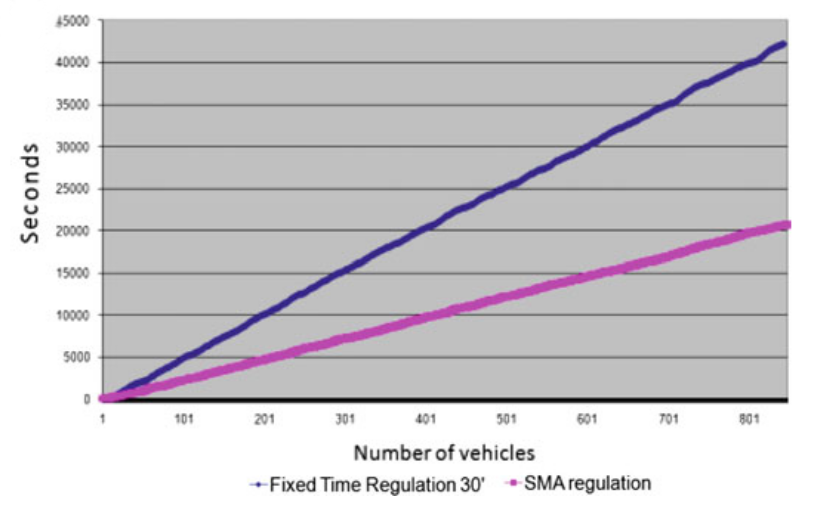 45000
40000
35000
30000
25000
20000
15000
10000
5000
0
Seconds
1 101 201 301 401 501 601 701 801
Number of vehicles
Fixed Time Regulation 30' SMA regulation